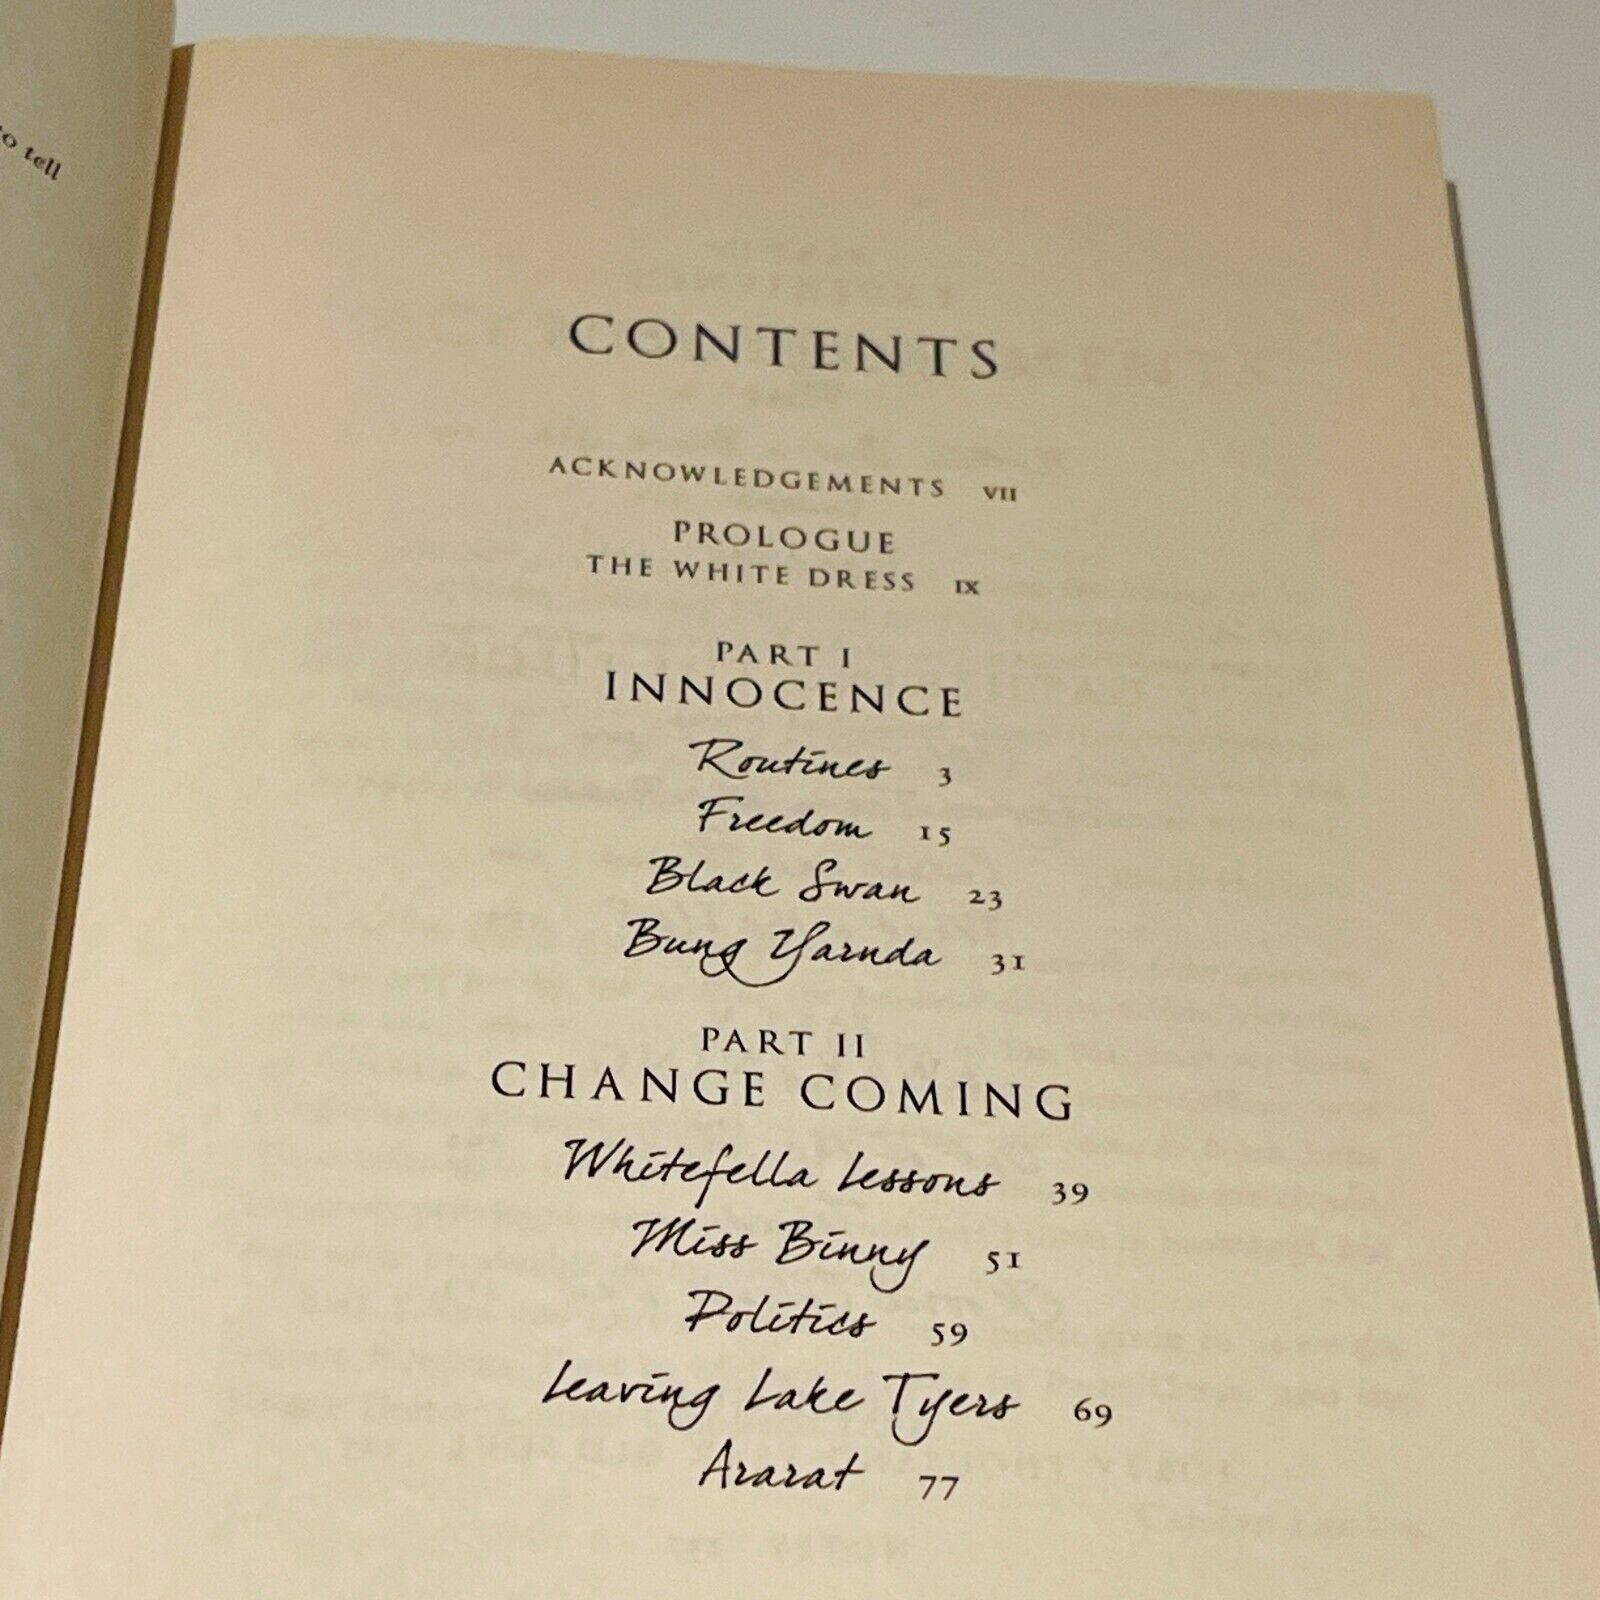 to tell
CONTENTS
ACKNOWLEDGEMENTS VII
PROLOGUE
THE WHITE DRESS IX
PART I
INNOCENCE
Routines 3
Freedom 15
Black Swan 23
Bung Yarnda 31
PART II
CHANGE COMING
Whitefella Lessons 39
Miss Binny 51
Politics 59
Leaving Lake Tyers 69
Ararat 77